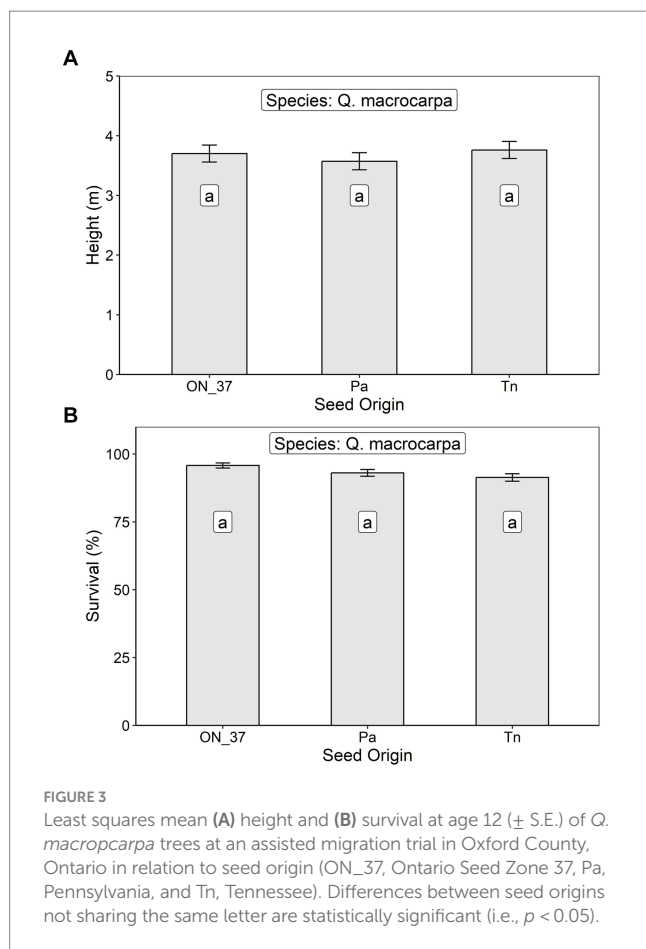 A
Species: Q. macrocarpa
5
4
3
2
1
0
Height (m)
a a a
ON_37 Pa Tn
Seed Origin
B
Species: Q. macrocarpa
100
75
50
25
0
Survival (%)
a a a
ON_37 Pa Tn
Seed Origin
FIGURE 3
Least squares mean (A) height and (B) survival at age 12 (± S.E.) of Q.
macropcarpa trees at an assisted migration trial in Oxford County,
Ontario in relation to seed origin (ON_37, Ontario Seed Zone 37, Pa,
Pennsylvania, and Tn, Tennessee). Differences between seed origins
not sharing the same letter are statistically significant (i.e., p < 0.05).